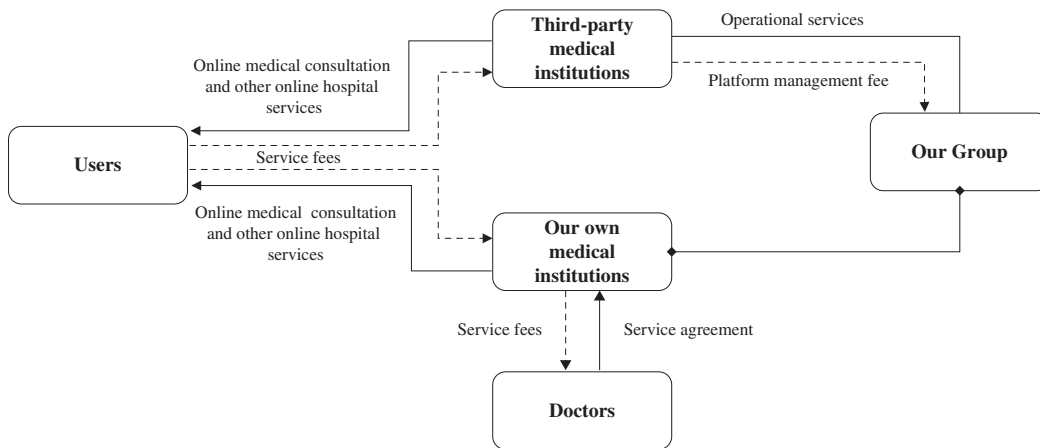 Third-party
medical
institutions
Operational services
Platform management fee
Online medical consultation
and other online hospital
services
Users
Service fees
Our Group
Online medical consultation
and other online hospital
services
Our own
medical
institutions
Service fees
Service agreement
Doctors